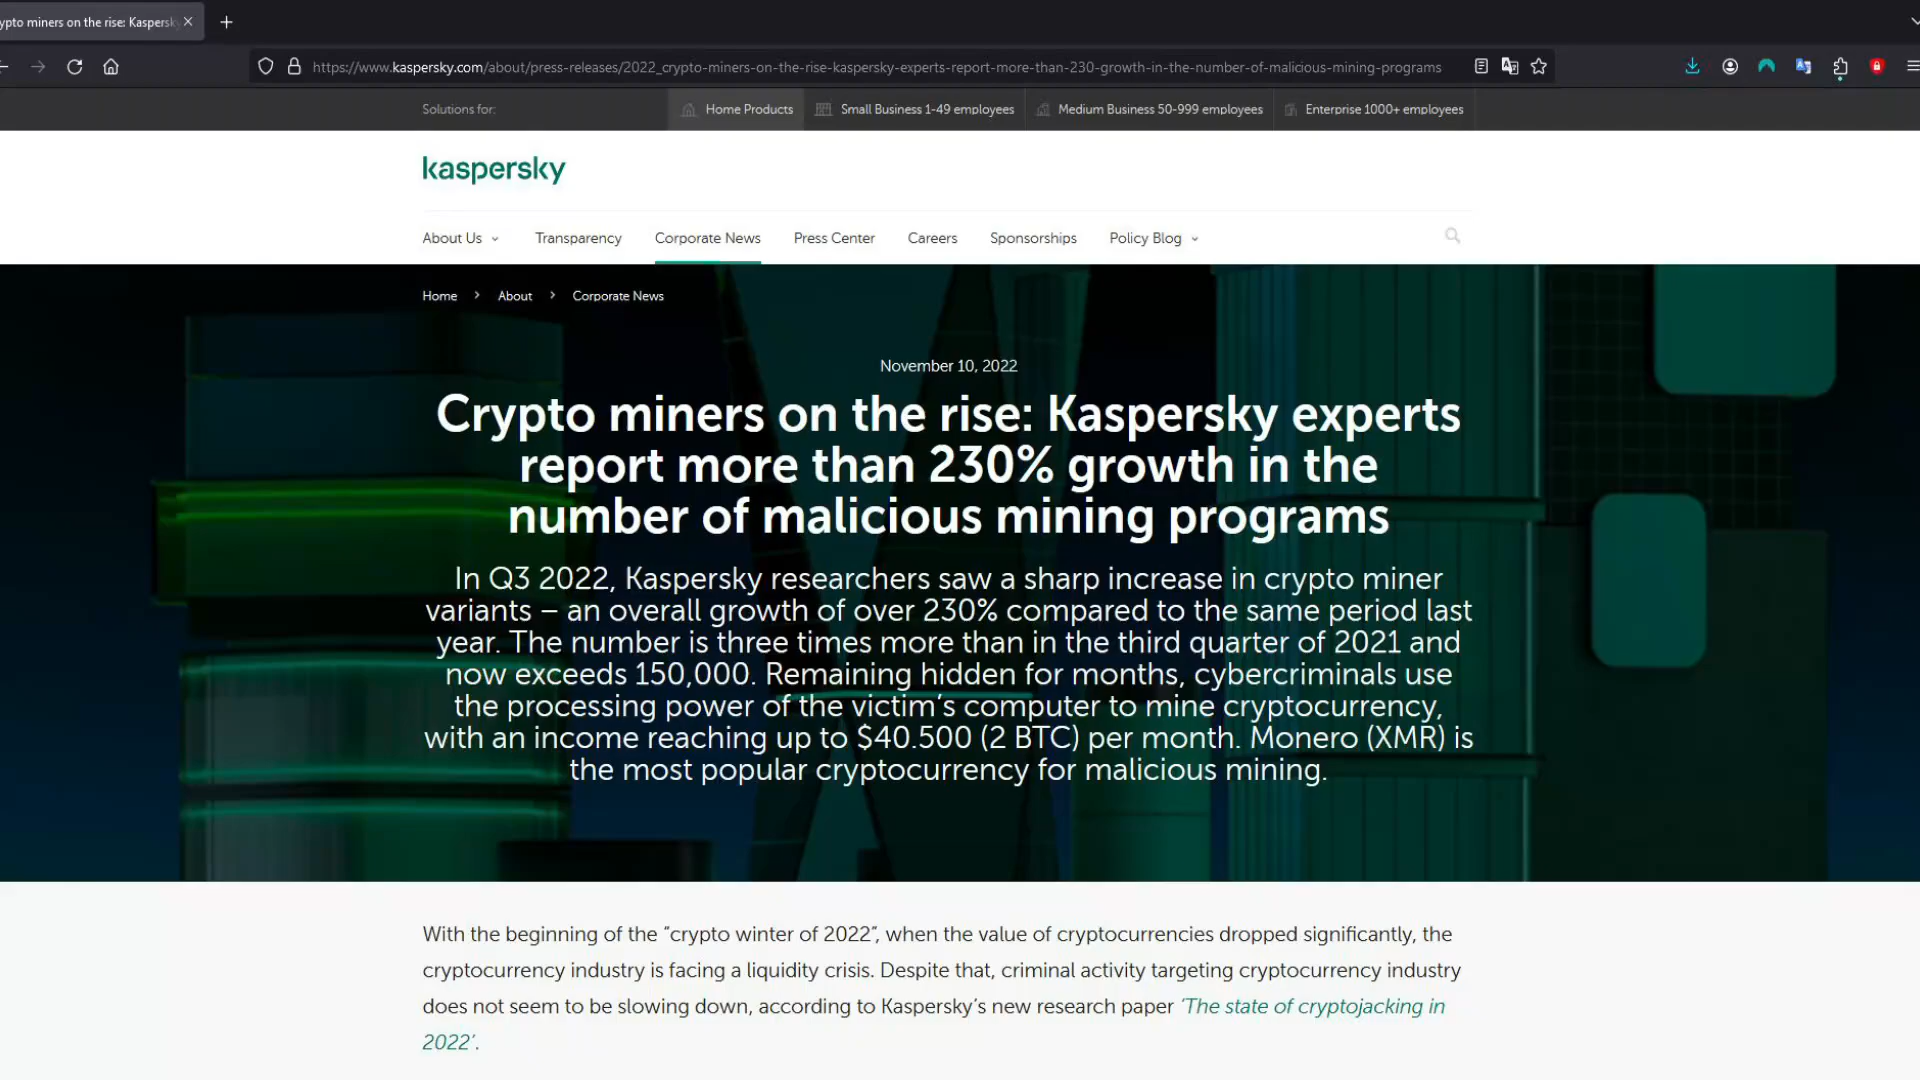 ypto miners on the rise: Kaspersk
https://www.kaspersky.com/about/press-releases/2022_crypto-miners-on-the-rise-kaspersky-experts-report-more-than-230-growth-in-the-number-of-malicious-mining-programs
Solutions for:
Home Products
Small Business 1-49 employees
Medium Business 50-999 employees
Enterprise 1000+ employees
kaspersky
About Us
Transparency
Corporate News
Press Center
Careers
Sponsorships
Policy Blog
Home > About > Corporate News
November 10, 2022
Crypto miners on the rise: Kaspersky experts
report more than 230% growth in the
number of malicious mining programs
In Q3 2022, Kaspersky researchers saw a sharp increase in crypto miner
variants – an overall growth of over 230% compared to the same period last
year. The number is three times more than in the third quarter of 2021 and
now exceeds 150,000. Remaining hidden for months, cybercriminals use
the processing power of the victim’s computer to mine cryptocurrency,
with an income reaching up to $40.500 (2 BTC) per month. Monero (XMR) is
the most popular cryptocurrency for malicious mining.
With the beginning of the “crypto winter of 2022”, when the value of cryptocurrencies dropped significantly, the
cryptocurrency industry is facing a liquidity crisis. Despite that, criminal activity targeting cryptocurrency industry
does not seem to be slowing down, according to Kaspersky’s new research paper ‘The state of cryptojacking in
2022’.